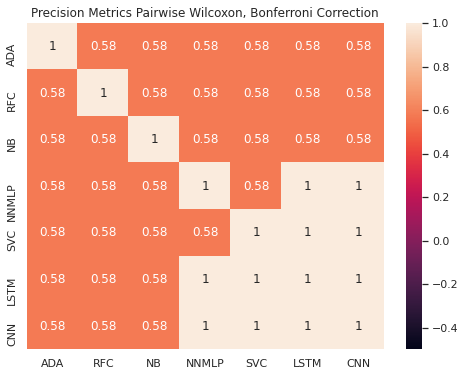 Precision Metrics Pairwise Wilcoxon, Bonferroni Correction
ADA 1 0.58 0.58 0.58 0.58 0.58 0.58
RFC 0.58 1 0.58 0.58 0.58 0.58 0.58
NB 0.58 0.58 1 0.58 0.58 0.58 0.58
NNMLP 0.58 0.58 0.58 1 0.58 1 1
SVC 0.58 0.58 0.58 0.58 1 1 1
LSTM 0.58 0.58 0.58 1 1 1 1
CNN 0.58 0.58 0.58 1 1 1 1
ADA RFC NB NNMLP SVC LSTM CNN
1.0
0.8
0.6
0.4
0.2
0.0
−0.2
−0.4